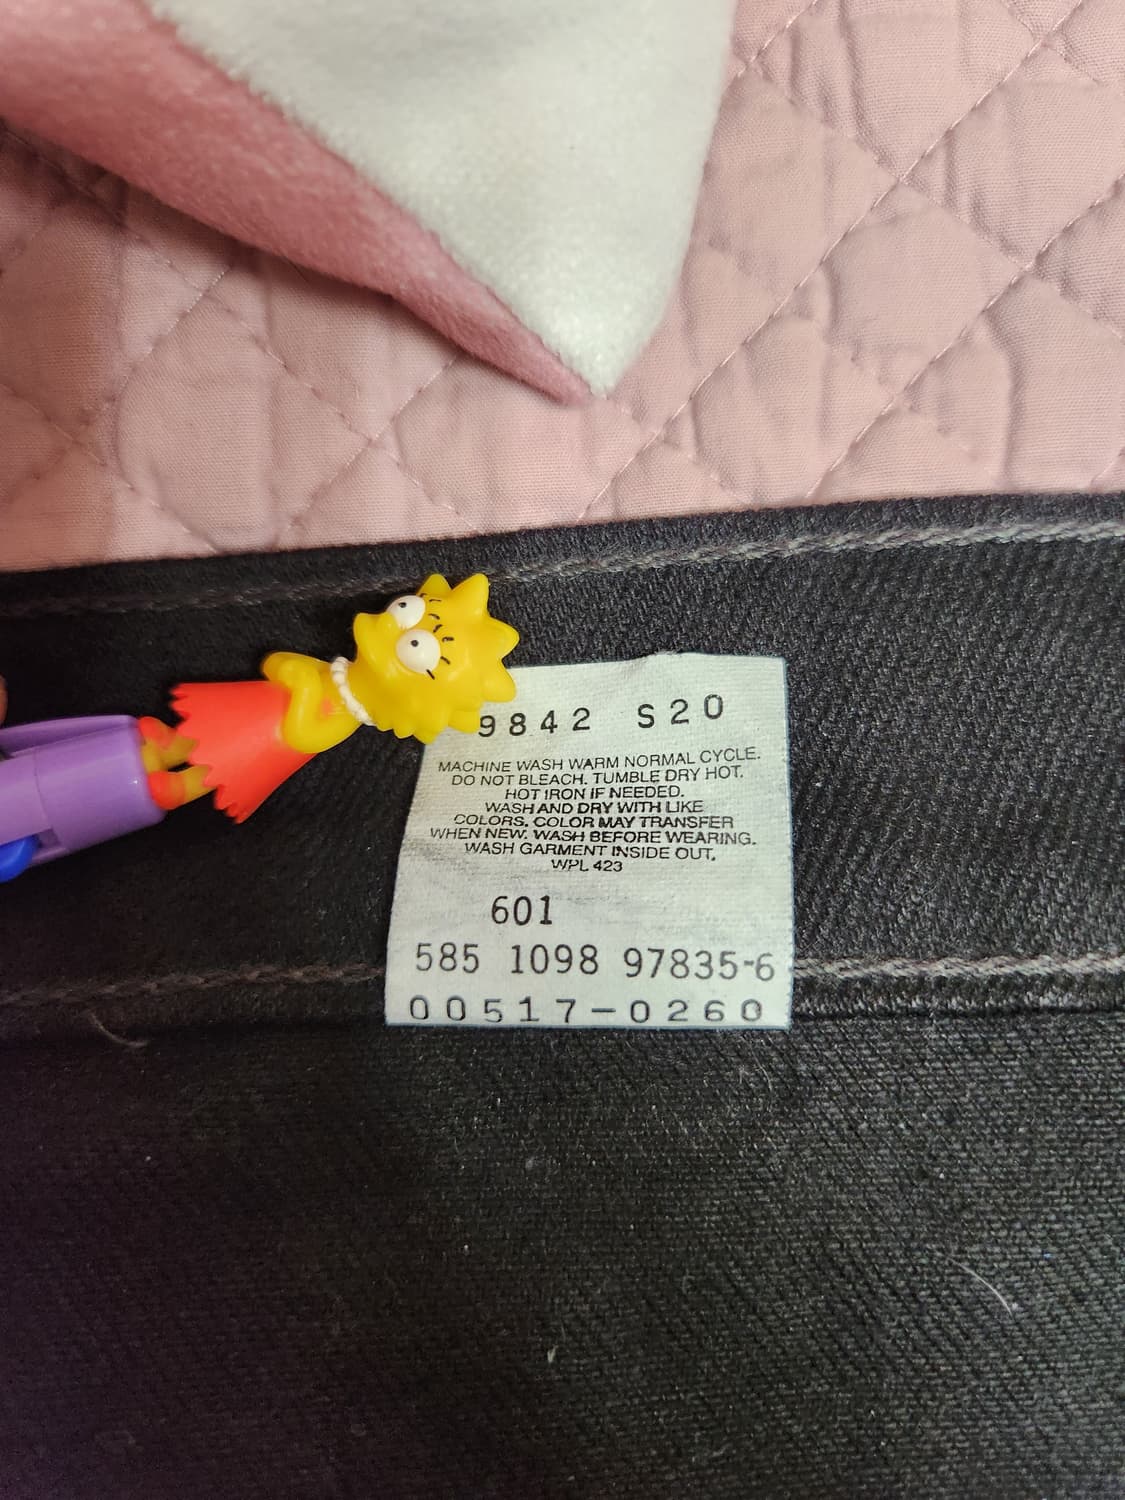 9842 S20
MACHINE WASH WARM NORMAL CYCLE.
DO NOT BLEACH. TUMBLE DRY HOT.
HOT IRON IF NEEDED.
WASH AND DRY WITH LIKE
COLORS. COLOR MAY TRANSFER
WHEN NEW. WASH BEFORE WEARING.
WASH GARMENT INSIDE OUT.
WPL 423
601
585 1098 97835-6
00517-0260